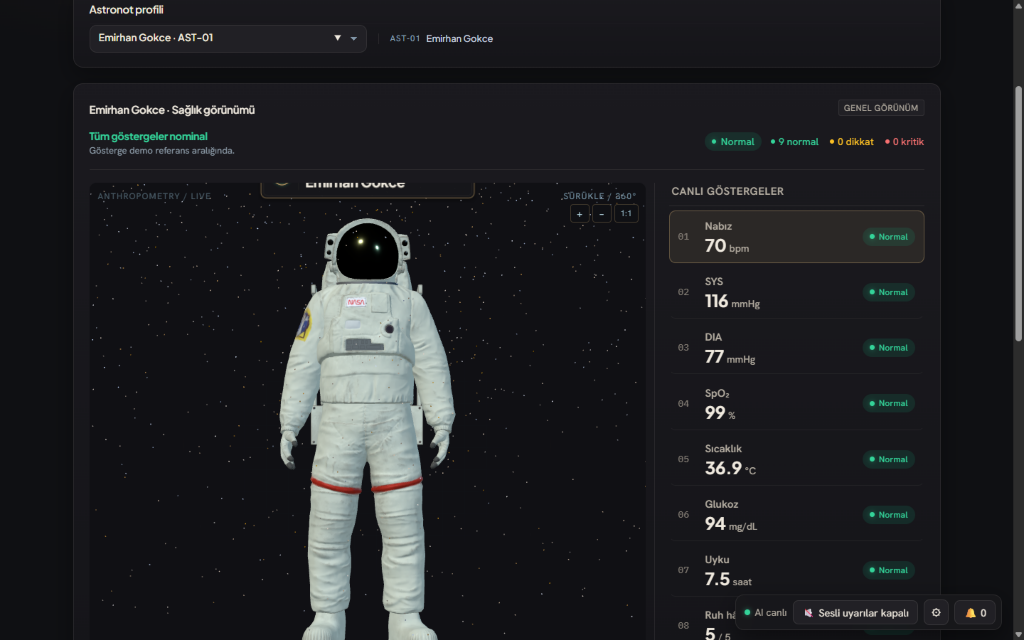 Astronot profili
Emirhan Gokce · AST-01
AST-01 Emirhan Gokce
Emirhan Gokce · Sağlık görünümü
GENEL GÖRÜNÜM
Tüm göstergeler nominal
Gösterge demo referans aralığında.
Normal
9 normal
0 dikkat
0 kritik
ANTHROPOMETRY / LIVE
Emirhan Gokce
SÜRÜKLE / 360°
+
−
1:1
NASA
CANLI GÖSTERGELER
01
Nabız
70 bpm
Normal
02
SYS
116 mmHg
Normal
03
DIA
77 mmHg
Normal
04
SpO₂
99 %
Normal
05
Sıcaklık
36.9 °C
Normal
06
Glukoz
94 mg/dL
Normal
07
Uyku
7.5 saat
Normal
08
Ruh
5 / 5
AI canlı
Sesli uyarılar kapalı
0